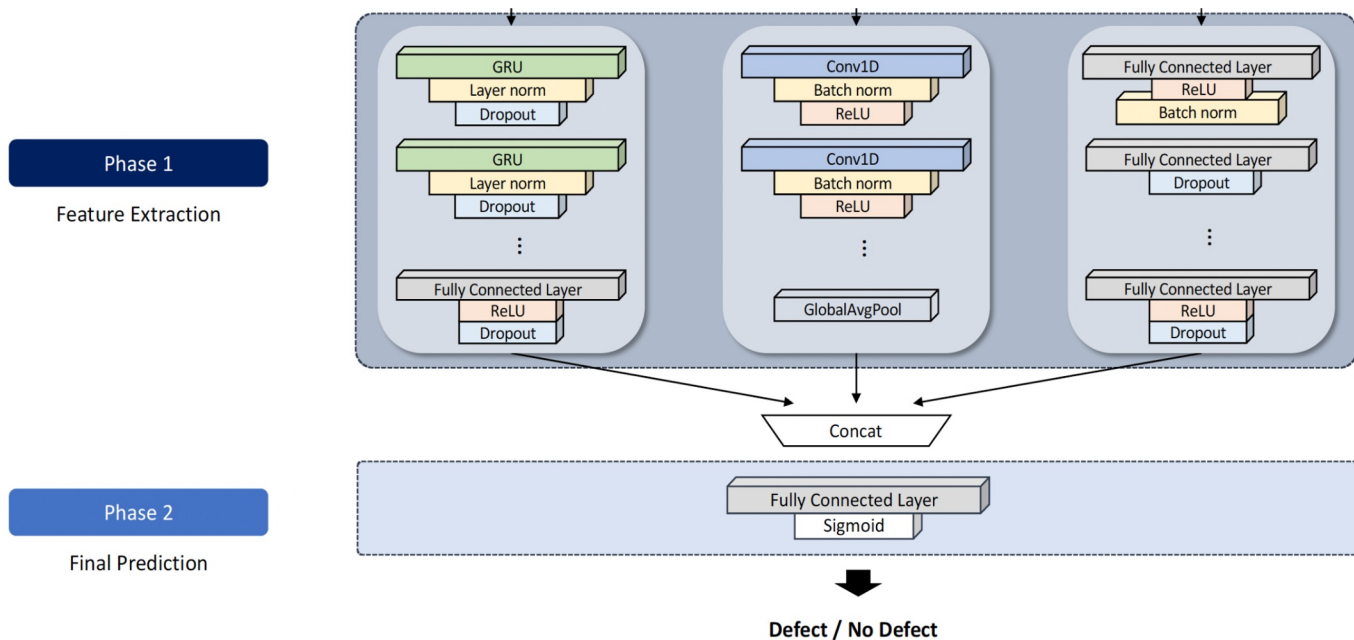 GRU
Layer norm
Dropout
GRU
Layer norm
Dropout
⋮
Fully Connected Layer
ReLU
Dropout
Conv1D
Batch norm
ReLU
Conv1D
Batch norm
ReLU
⋮
GlobalAvgPool
Fully Connected Layer
ReLU
Batch norm
Fully Connected Layer
Dropout
⋮
Fully Connected Layer
ReLU
Dropout
Phase 1
Feature Extraction
Concat
Phase 2
Final Prediction
Fully Connected Layer
Sigmoid
Defect / No Defect